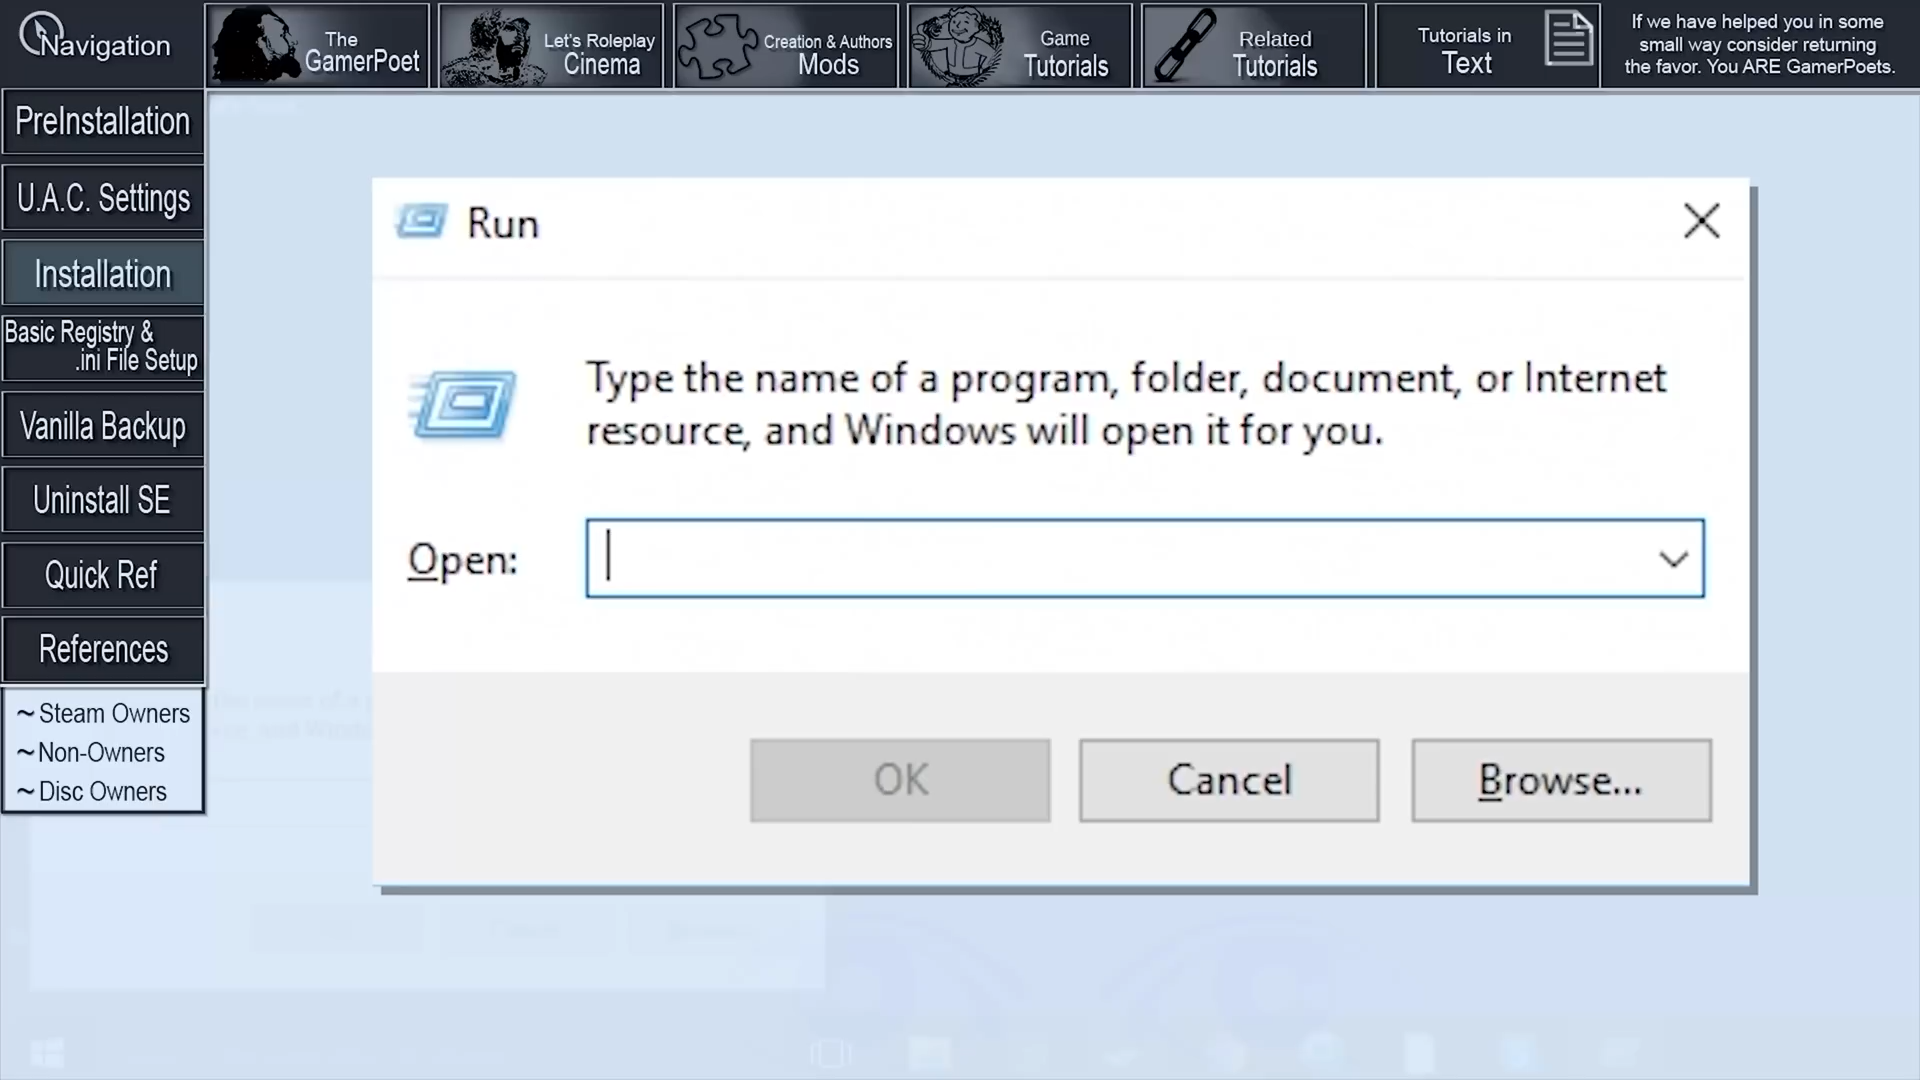 Navigation
The
GamerPoet
Let's Roleplay
Cinema
Creation & Authors
Mods
Game
Tutorials
Related
Tutorials
Tutorials in
Text
If we have helped you in some
small way consider returning
the favor. You ARE GamerPoets.
PreInstallation
U.A.C. Settings
Installation
Basic Registry &
.ini File Setup
Vanilla Backup
Uninstall SE
Quick Ref
References
~Steam Owners
~Non-Owners
~Disc Owners
Run
Type the name of a program, folder, document, or Internet
resource, and Windows will open it for you.
Open:
OK
Cancel
Browse...